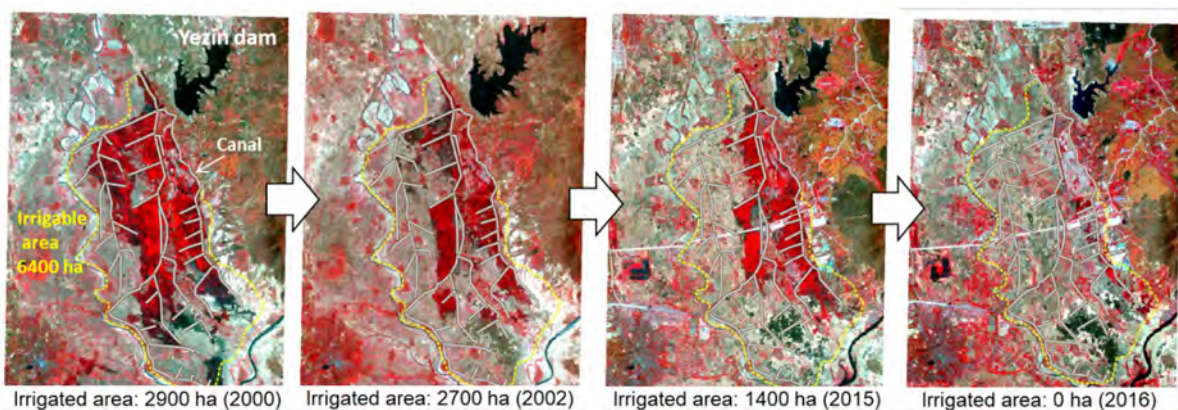 Yezin dam
Canal
Irrigable
area
6400 ha
Irrigated area: 2900 ha (2000)
Irrigated area: 2700 ha (2002)
Irrigated area: 1400 ha (2015)
Irrigated area: 0 ha (2016)